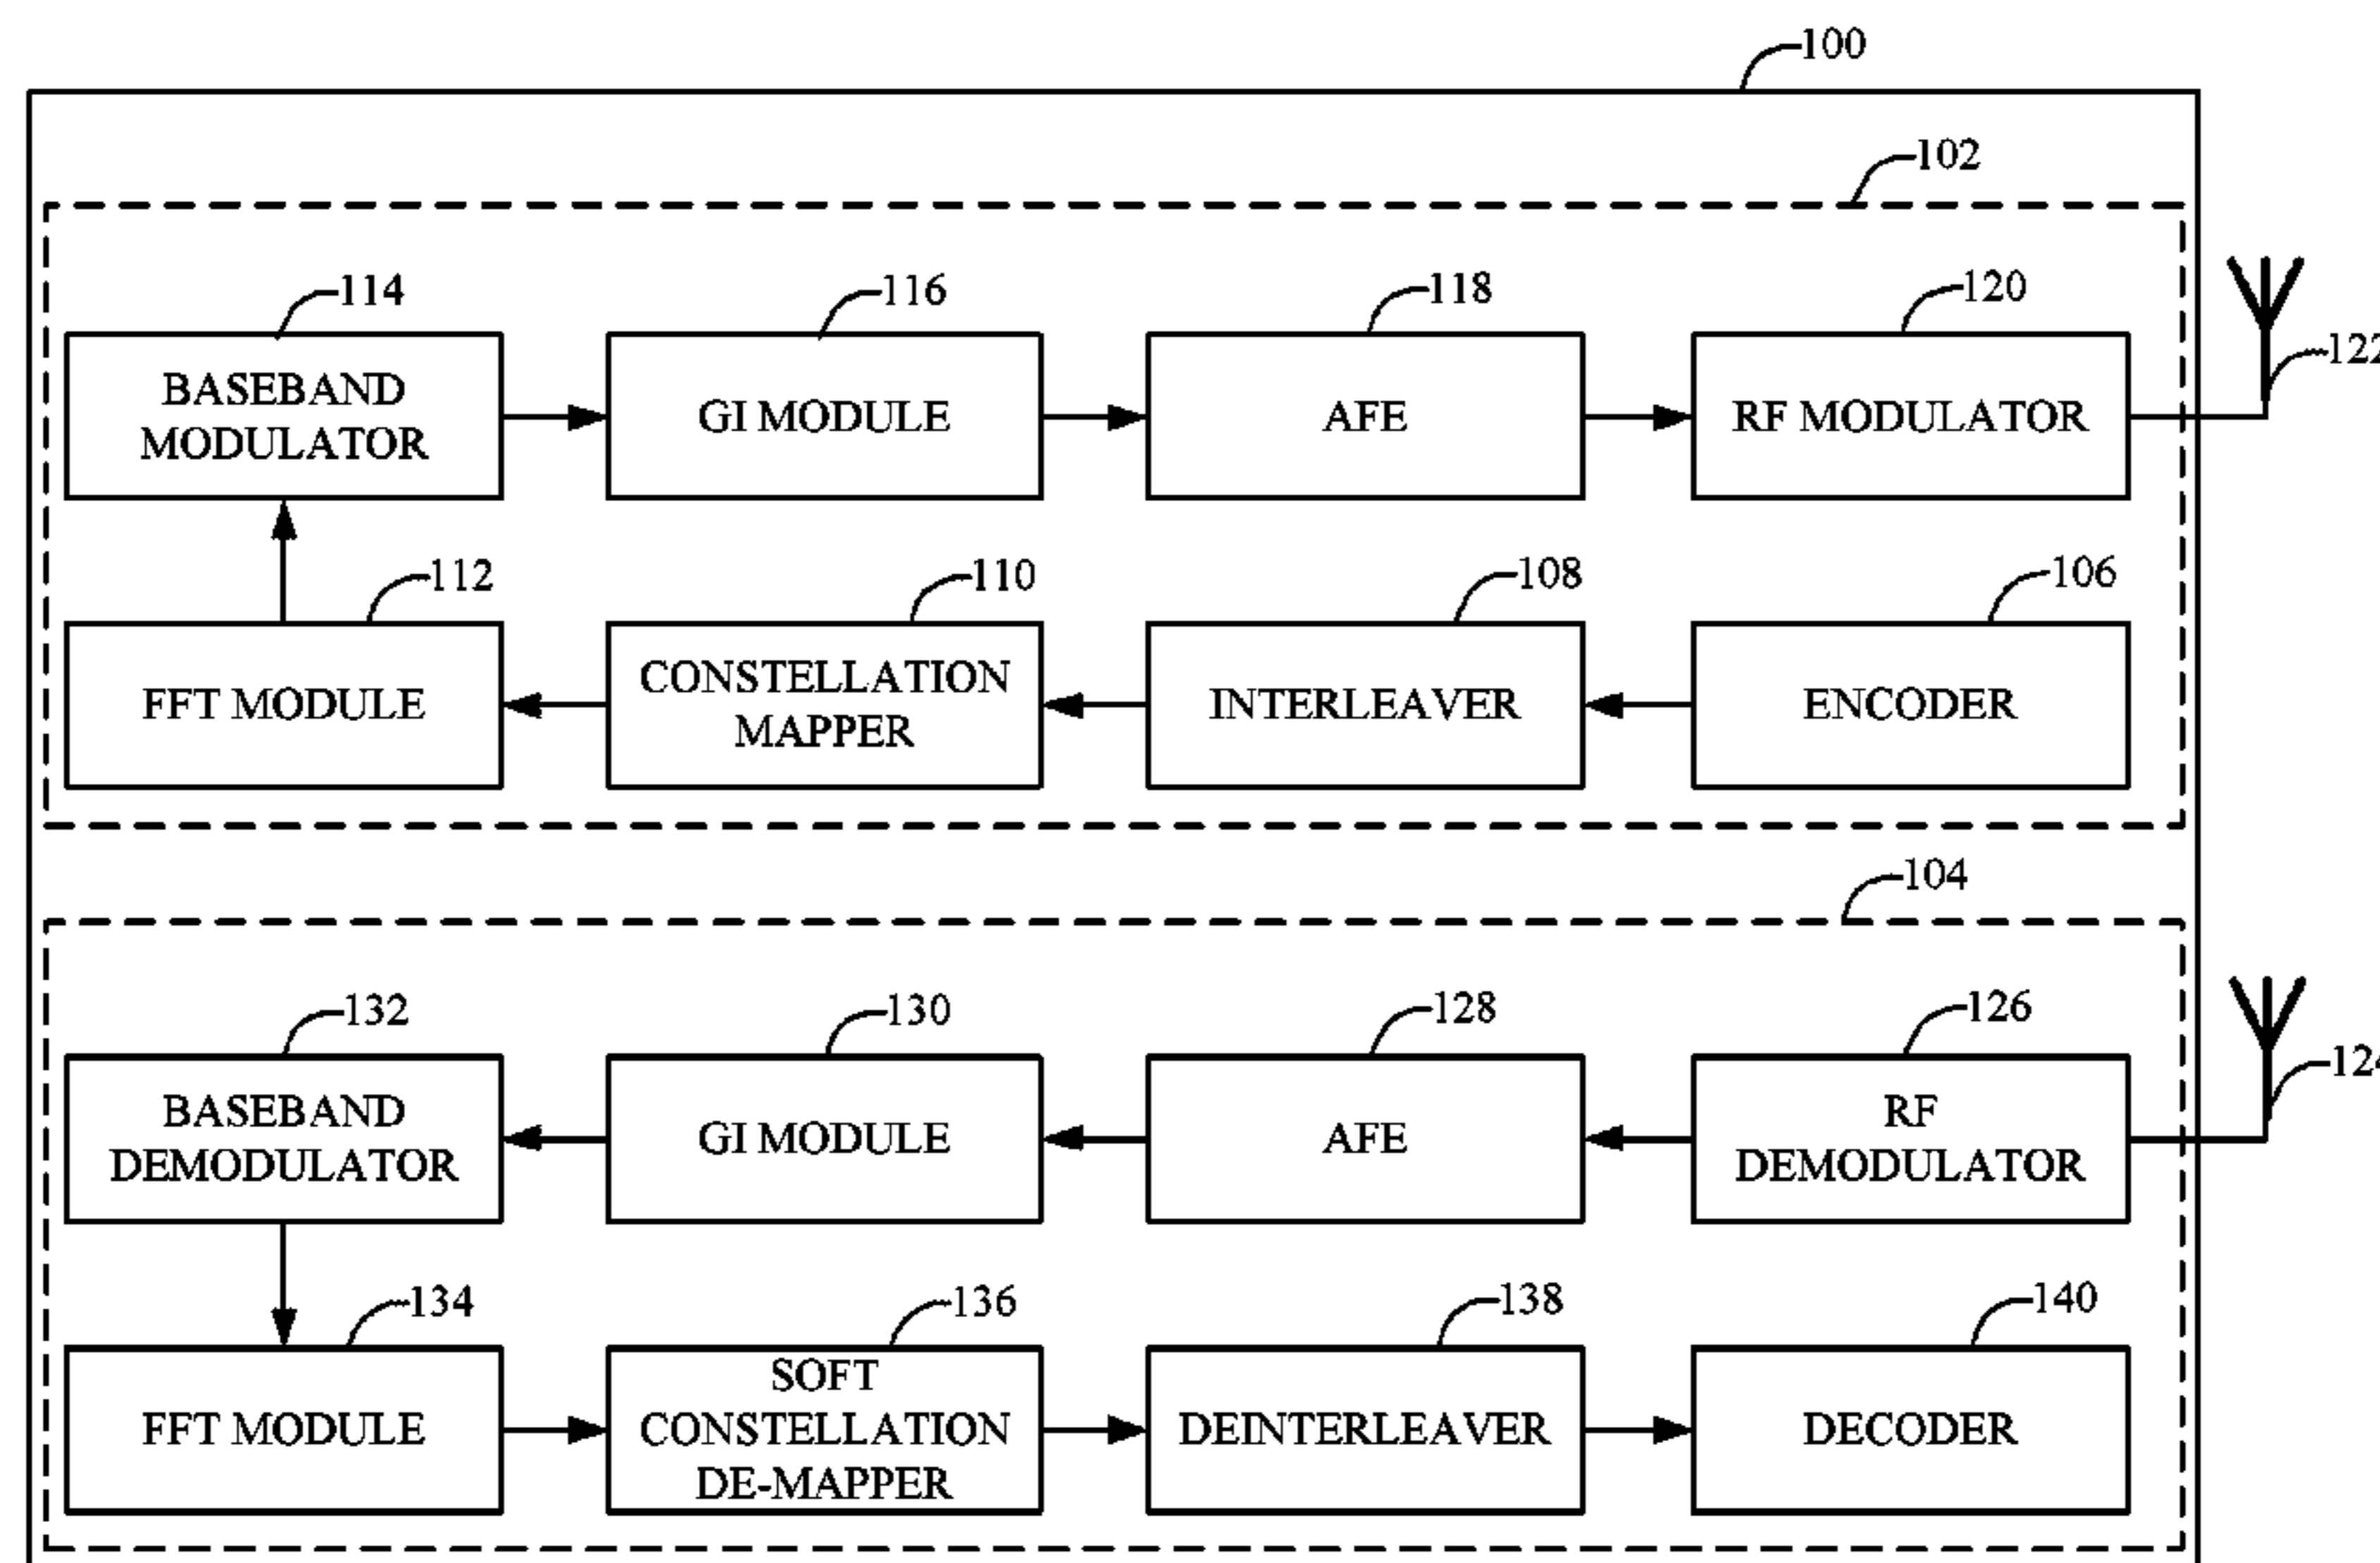 100
102
114
116
118
120
122
BASEBAND
MODULATOR
GI MODULE
AFE
RF MODULATOR
112
110
108
106
FFT MODULE
CONSTELLATION
MAPPER
INTERLEAVER
ENCODER
104
132
130
128
126
124
BASEBAND
DEMODULATOR
GI MODULE
AFE
RF
DEMODULATOR
134
136
138
140
FFT MODULE
SOFT
CONSTELLATION
DE-MAPPER
DEINTERLEAVER
DECODER